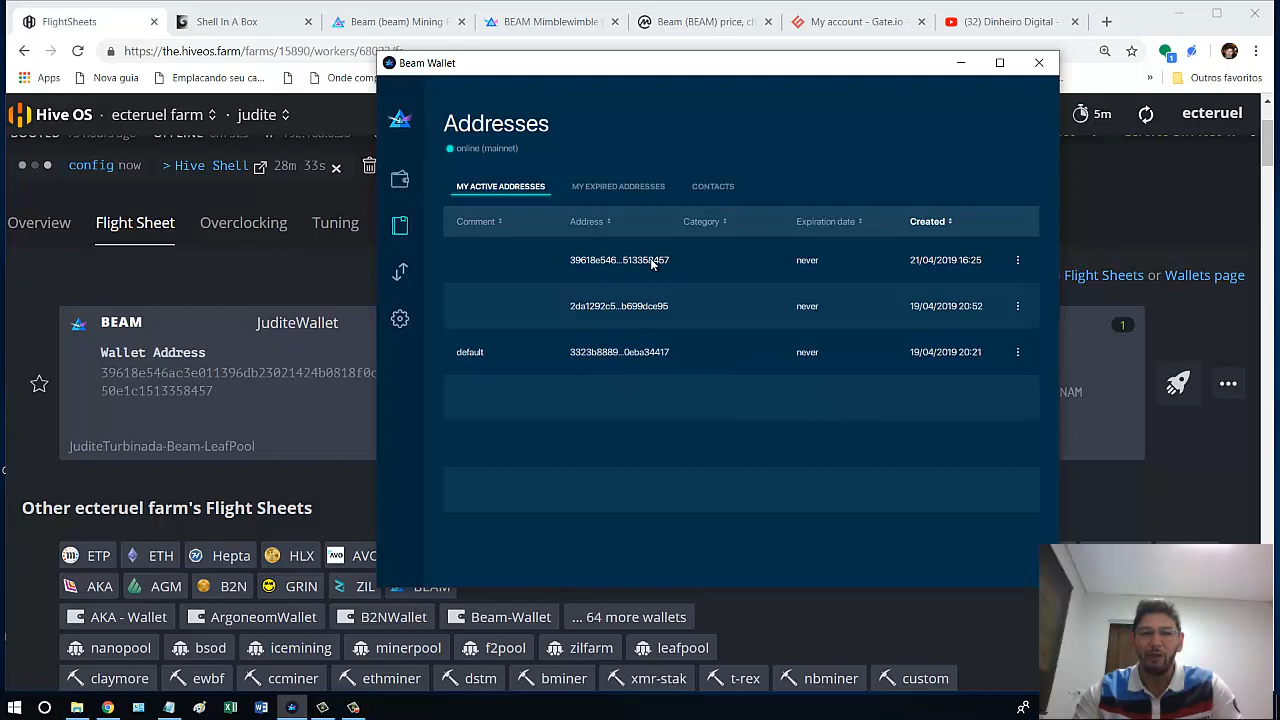 FlightSheets
Shell In A Box
Beam (beam) Mining
BEAM Mimblewimble
Beam (BEAM) price, c
My account - Gate.io
(32) Dinheiro Digital -
https://the.hiveos.farm/farms/15890/workers/
Apps
Nova guia
Emplacando seu ca
Onde comp
»
Outros favoritos
Beam Wallet
Hive OS
ecteruel farm
judite
5m
ecteruel
config now
> Hive Shell
28m 33s
Overview
Flight Sheet
Overclocking
Tuning
Flight Sheets or Wallets page
Addresses
online (mainnet)
MY ACTIVE ADDRESSES
MY EXPIRED ADDRESSES
CONTACTS
Comment
Address
Category
Expiration date
Created
39618e546...513358457
never
21/04/2019 16:25
2da1292c5...b699dce95
never
19/04/2019 20:52
default
3323b8889...0eba34417
never
19/04/2019 20:21
BEAM
JuditeWallet
1
Wallet Address
39618e546ac3e011396db23021424b0818f0c
50e1c1513358457
NAM
JuditeTurbinada-Beam-LeafPool
Other ecteruel farm's Flight Sheets
ETP
ETH
Hepta
HLX
AVC
AKA
AGM
B2N
GRIN
ZIL
BEAM
AKA - Wallet
ArgoneomWallet
B2NWallet
Beam-Wallet
... 64 more wallets
nanopool
bsod
icemining
minerpool
f2pool
zilfarm
leafpool
claymore
ewbf
ccminer
ethminer
dstm
bminer
xmr-stak
t-rex
nbminer
custom